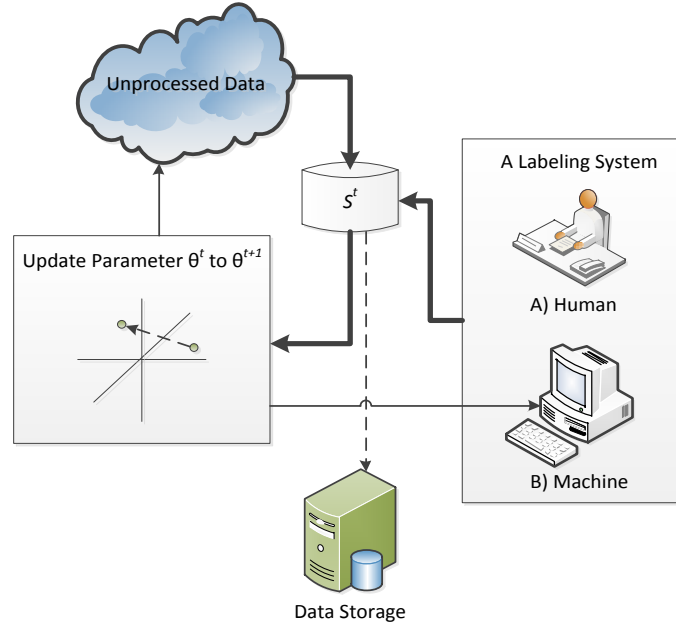 Unprocessed Data
A Labeling System
S^t
Update Parameter θ^t to θ^{t+1}
A) Human
B) Machine
Data Storage